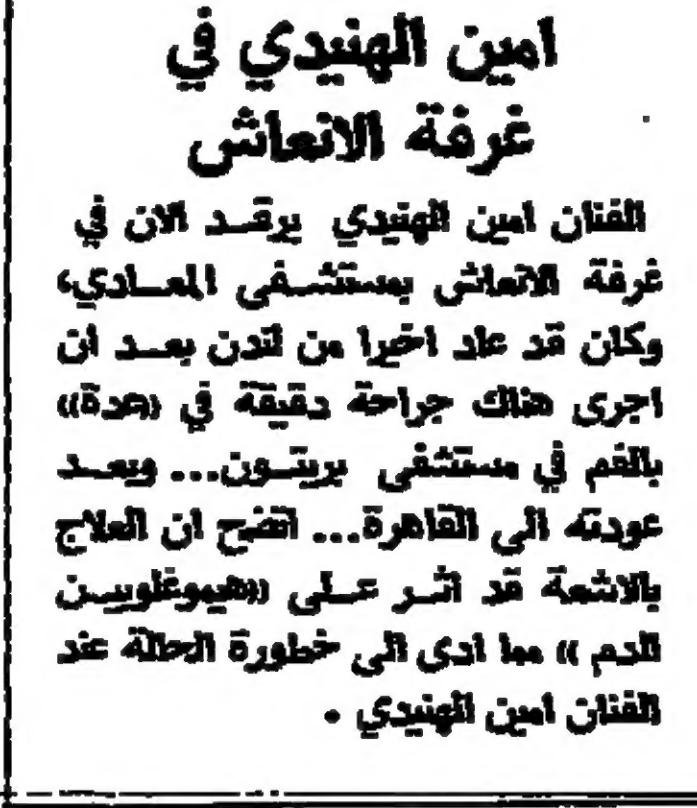 امين الهنيدي في
غرفة الانعاش
الفنان امين الهنيدي يرقد الان في
غرفة الانعاش بمستشفى المعادي،
وكان قد عاد اخيرا من لندن بعد ان
اجرى هناك جراحة دقيقة في «غدة»
بالفم في مستشفى بريتون... وبعد
عودته الى القاهرة... اتضح ان العلاج
بالاشعة قد اثر على «هيموغلوبين
الدم» مما ادى الى خطورة الحالة عند
الفنان امين الهنيدي .